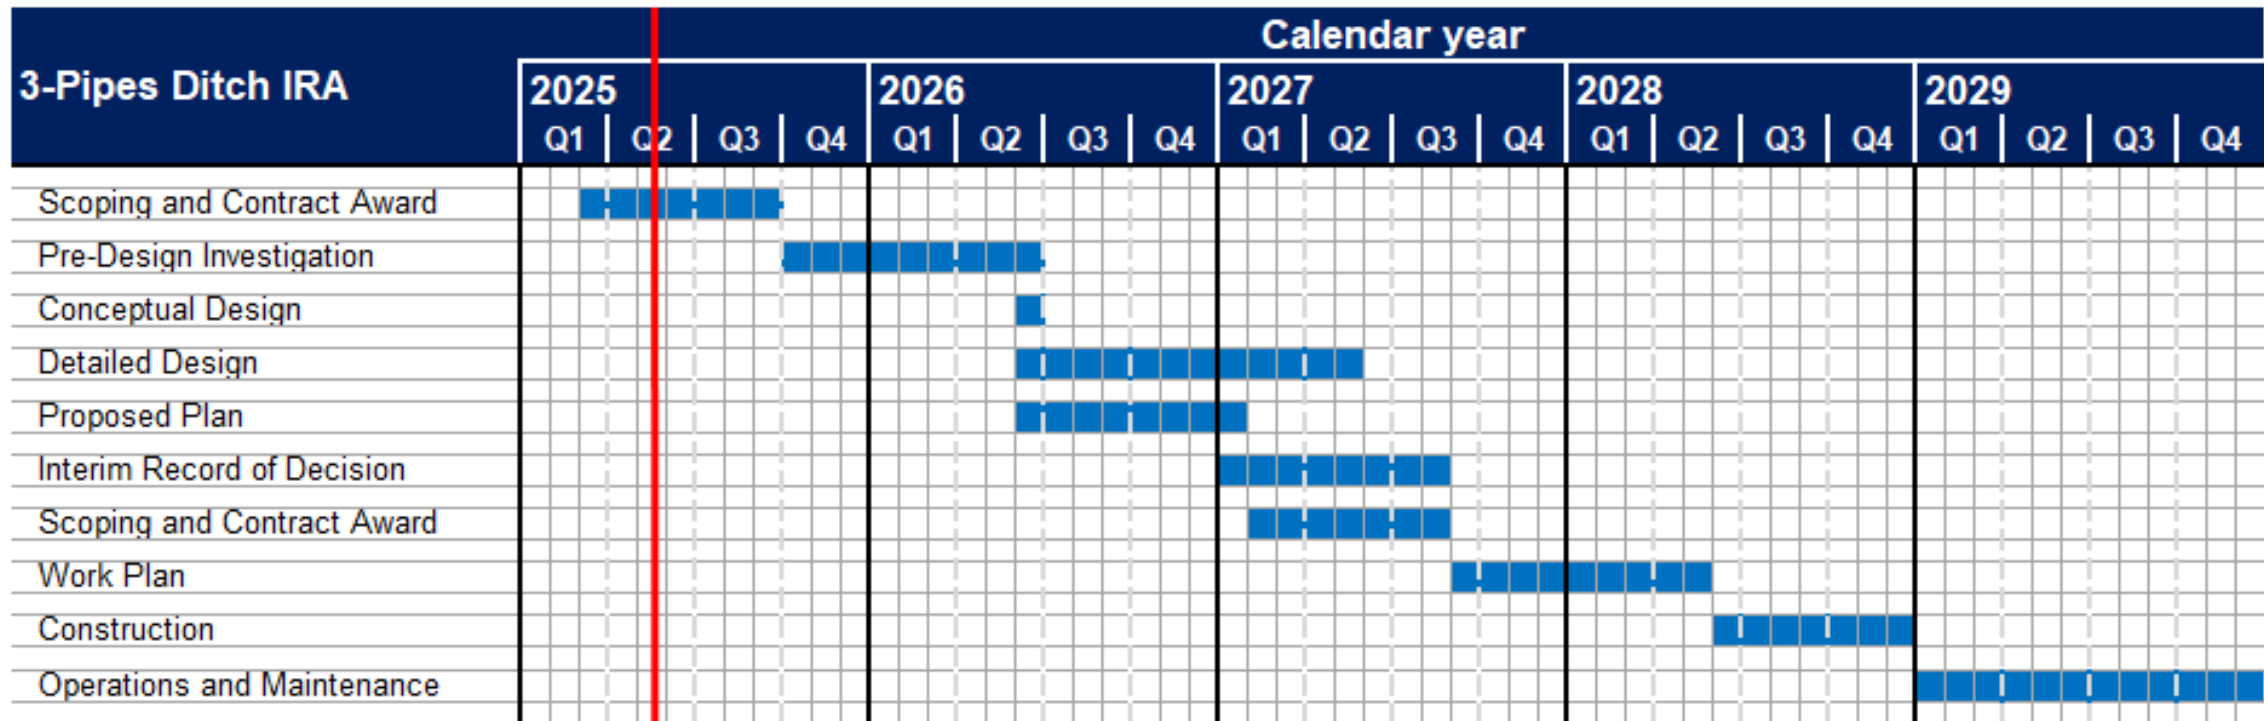 Calendar year
3-Pipes Ditch IRA
2025 2026 2027 2028 2029
Q1 Q2 Q3 Q4 Q1 Q2 Q3 Q4 Q1 Q2 Q3 Q4 Q1 Q2 Q3 Q4 Q1 Q2 Q3 Q4
Scoping and Contract Award
Pre-Design Investigation
Conceptual Design
Detailed Design
Proposed Plan
Interim Record of Decision
Scoping and Contract Award
Work Plan
Construction
Operations and Maintenance